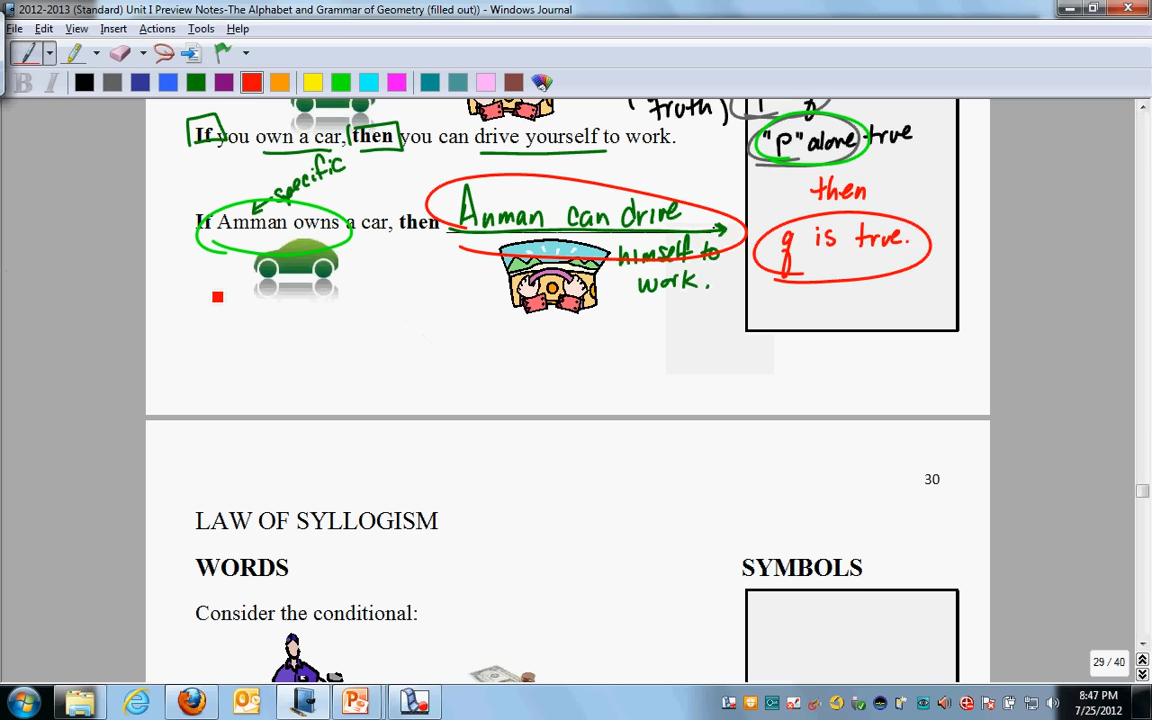 2012-2013 (Standard) Unit I Preview Notes-The Alphabet and Grammar of Geometry (filled out)) - Windows Journal
File Edit View Insert Actions Tools Help
B I
truth)
If you own a car, then you can drive yourself to work.
"p" alone true
specific
then
If Amman owns a car, then Amman can drive
himself to
work.
q is true.
30
LAW OF SYLLOGISM
WORDS
SYMBOLS
Consider the conditional:
29 / 40
8:47 PM
7/25/2012